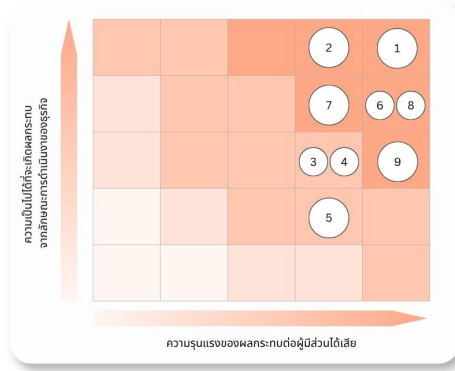 ความเป็นไปได้ที่จะเกิดผลกระทบ
จากลักษณะการดำเนินงานของธุรกิจ
2 1
7 6 8
3 4 9
5
ความรุนแรงของผลกระทบต่อผู้มีส่วนได้เสีย